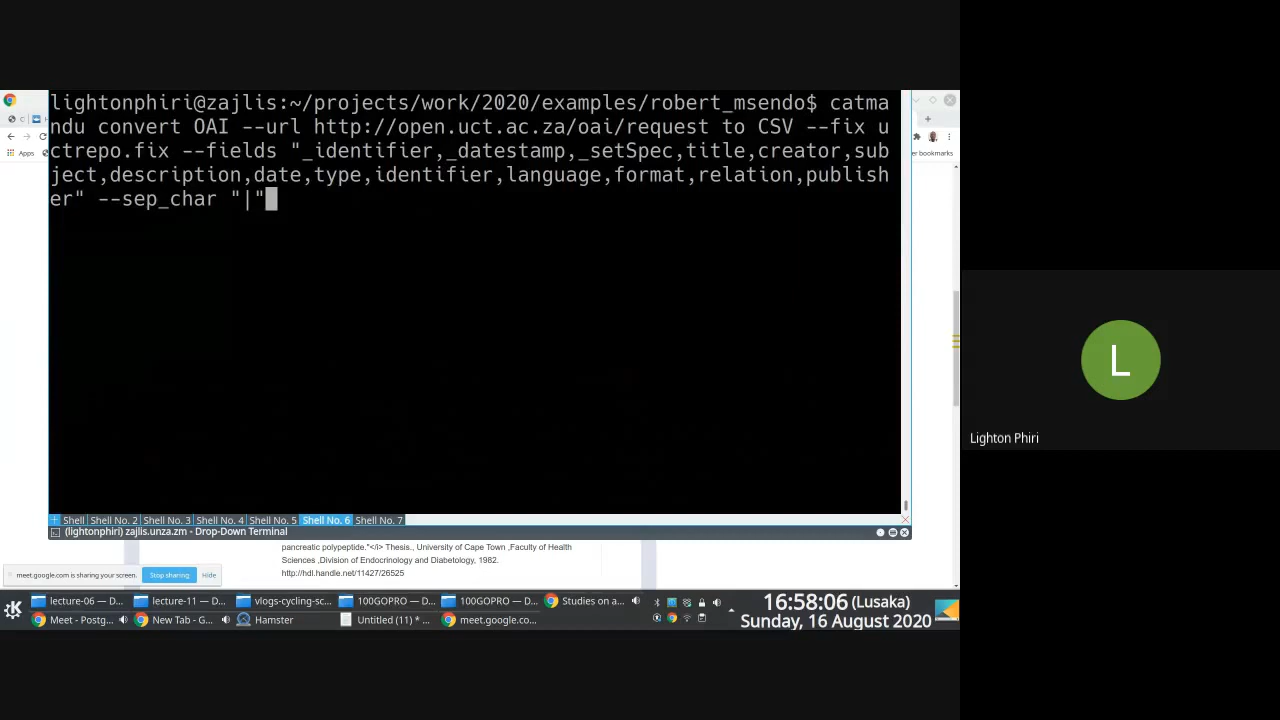 lightonphiri@zajlis:~/projects/work/2020/examples/robert_msendo$ catma
ndu convert OAI --url http://open.uct.ac.za/oai/request to CSV --fix u
ctrepo.fix --fields "_identifier,_datestamp,_setSpec,title,creator,sub
ject,description,date,type,identifier,language,format,relation,publish
er" --sep_char "|"
Apps
er bookmarks
Lighton Phiri
Shell Shell No. 2 Shell No. 3 Shell No. 4 Shell No. 5 Shell No. 6 Shell No. 7
(lightonphiri) zajlis.unza.zm - Drop-Down Terminal
pancreatic polypeptide."</i> Thesis., University of Cape Town ,Faculty of Health
Sciences ,Division of Endocrinology and Diabetology, 1982.
http://hdl.handle.net/11427/26525
meet.google.com is sharing your screen. Stop sharing Hide
lecture-06 — D... lecture-11 — D... vlogs-cycling-sc... 100GOPRO — D... 100GOPRO — D... Studies on a...
Meet - Postg... New Tab - G... Hamster Untitled (11) * ... meet.google.co...
16:58:06 (Lusaka)
Sunday, 16 August 2020